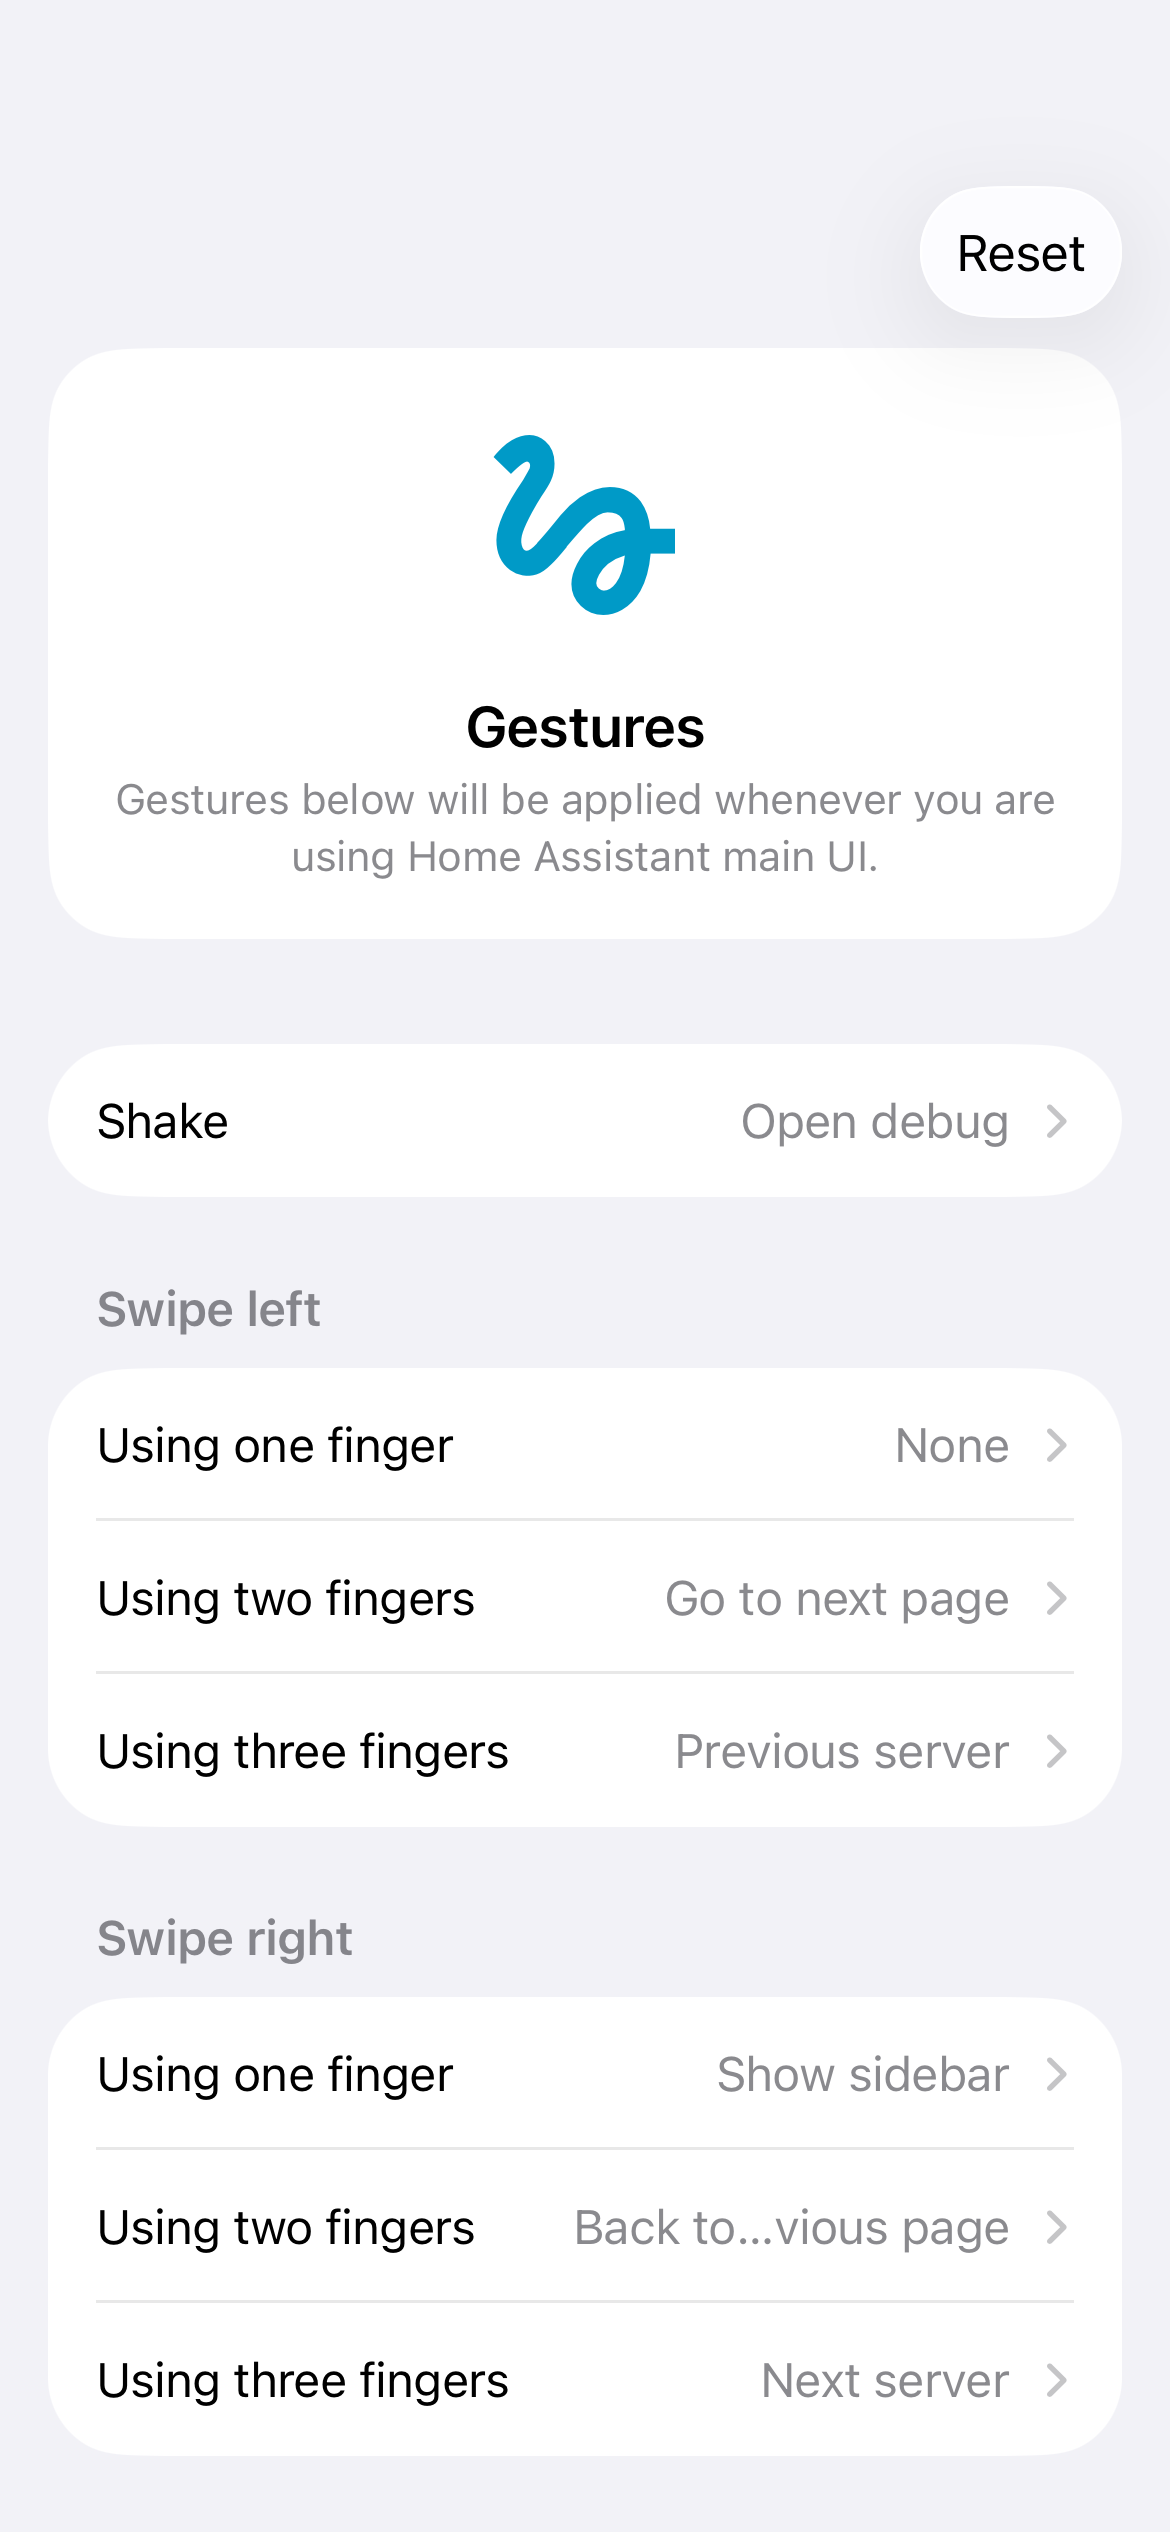 Reset
Gestures
Gestures below will be applied whenever you are
using Home Assistant main UI.
Shake Open debug
Swipe left
Using one finger None
Using two fingers Go to next page
Using three fingers Previous server
Swipe right
Using one finger Show sidebar
Using two fingers Back to...vious page
Using three fingers Next server